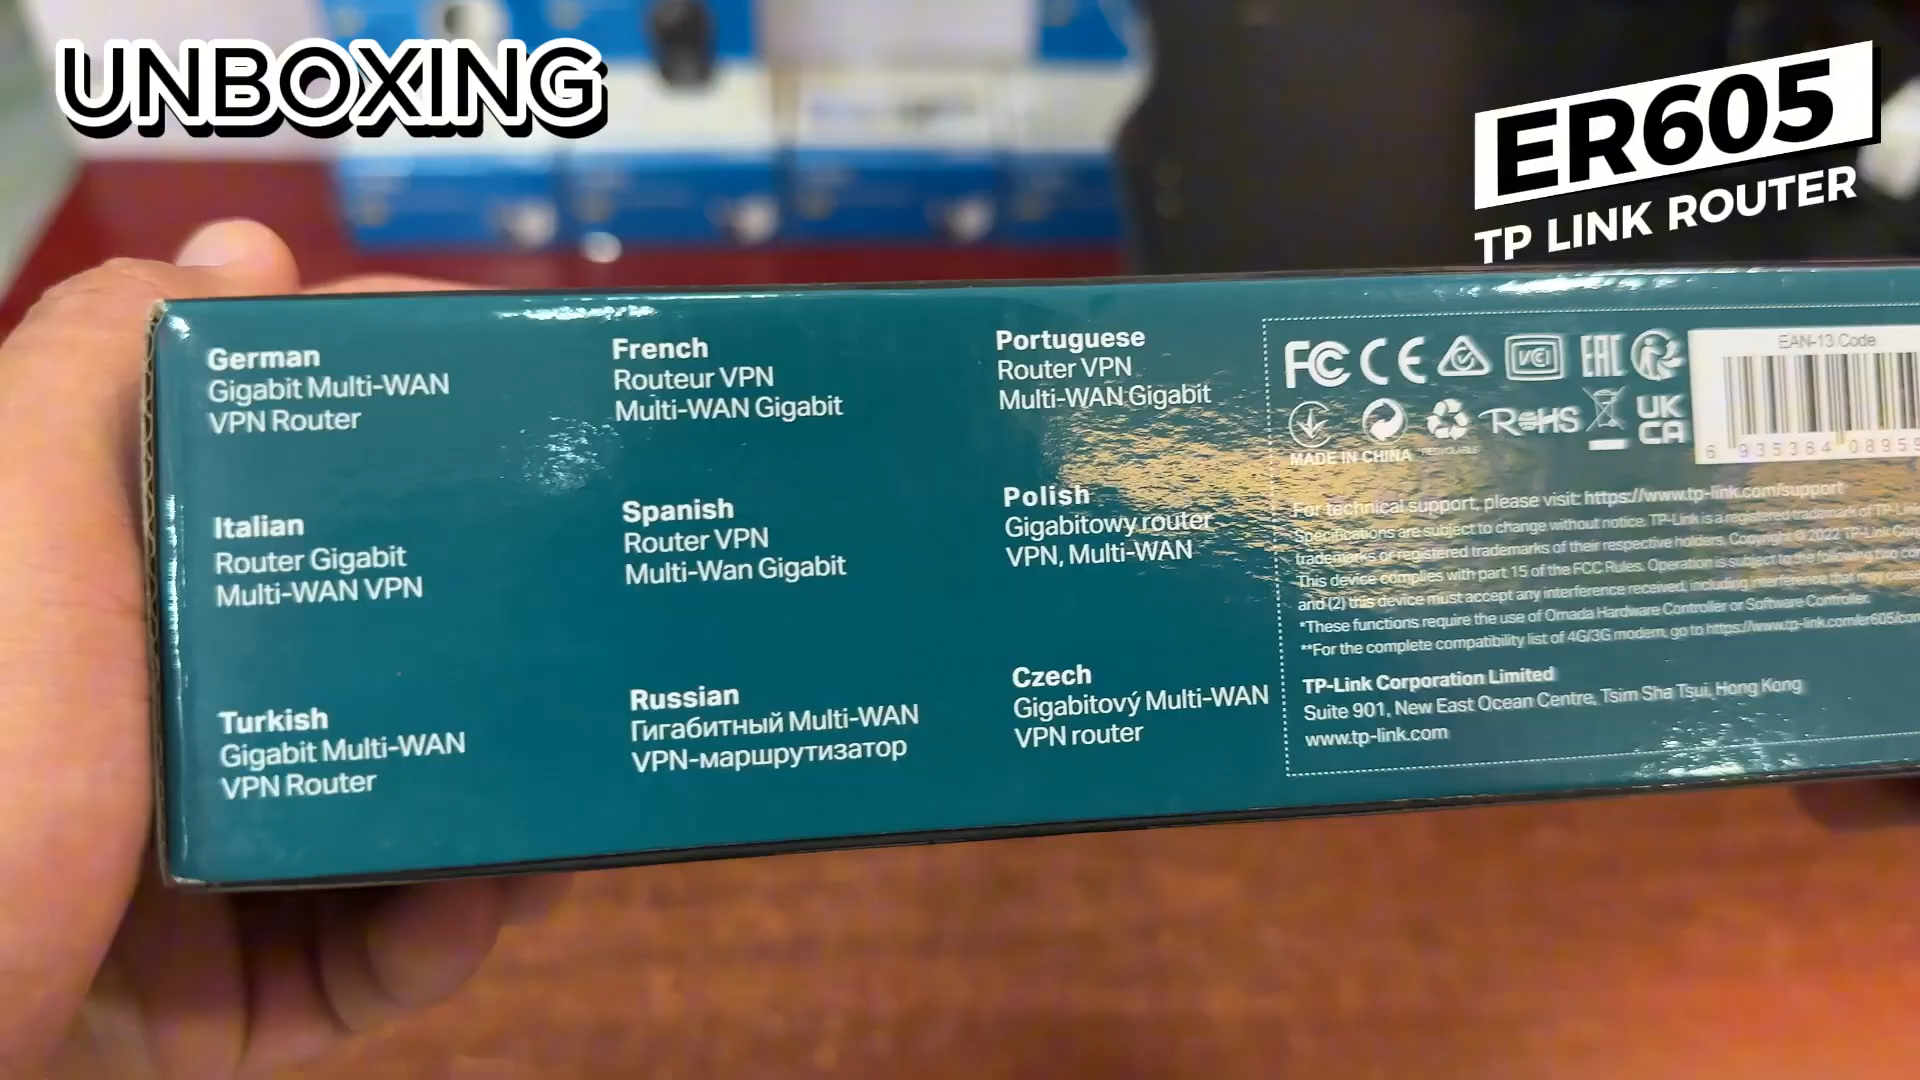 UNBOXING
ER605
TP LINK ROUTER
German
Gigabit Multi-WAN
VPN Router
French
Routeur VPN
Multi-WAN Gigabit
Portuguese
Router VPN
Multi-WAN Gigabit
Italian
Router Gigabit
Multi-WAN VPN
Spanish
Router VPN
Multi-Wan Gigabit
Polish
Gigabitowy router
VPN, Multi-WAN
Turkish
Gigabit Multi-WAN
VPN Router
Russian
Гигабитный Multi-WAN
VPN-маршрутизатор
Czech
Gigabitový Multi-WAN
VPN router
FC CE VCI EAC
RoHS UK CA
MADE IN CHINA RECYCLABLE
EAN-13 Code
6 935364 08959
For technical support, please visit: https://www.tp-link.com/support
Specifications are subject to change without notice. TP-Link is a registered trademark of TP-Link
trademarks or registered trademarks of their respective holders. Copyright © 2022 TP-Link
This device complies with part 15 of the FCC Rules. Operation is subject to the following two
and (2) this device must accept any interference received, including interference that may cause
*These functions require the use of Omada Hardware Controller or Software Controller.
**For the complete compatibility list of 4G/3G modem, go to https://www.tp-link.com/er605/com
TP-Link Corporation Limited
Suite 901, New East Ocean Centre, Tsim Sha Tsui, Hong Kong
www.tp-link.com